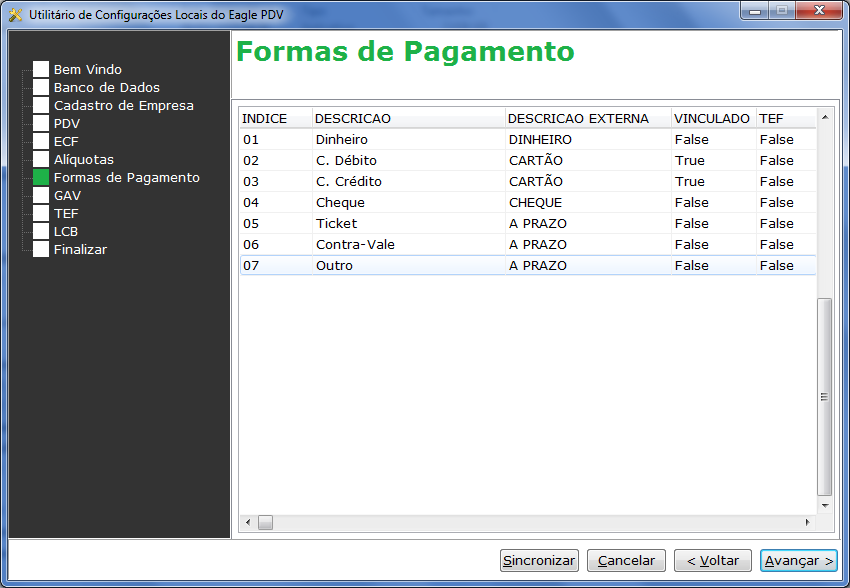 Utilitário de Configurações Locais do Eagle PDV
Bem Vindo
Banco de Dados
Cadastro de Empresa
PDV
ECF
Alíquotas
Formas de Pagamento
GAV
TEF
LCB
Finalizar
Formas de Pagamento
INDICE DESCRICAO DESCRICAO EXTERNA VINCULADO TEF
01 Dinheiro DINHEIRO False False
02 C. Débito CARTÃO True False
03 C. Crédito CARTÃO True False
04 Cheque CHEQUE False False
05 Ticket A PRAZO False False
06 Contra-Vale A PRAZO False False
07 Outro A PRAZO False False
Sincronizar Cancelar < Voltar Avançar >